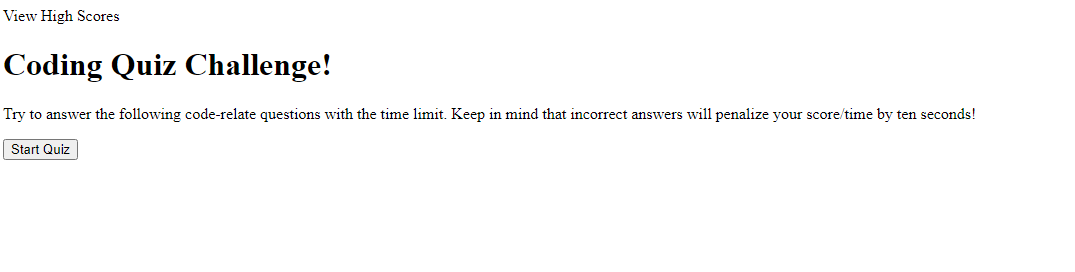 View High Scores
Coding Quiz Challenge!
Try to answer the following code-relate questions with the time limit. Keep in mind that incorrect answers will penalize your score/time by ten seconds!
Start Quiz